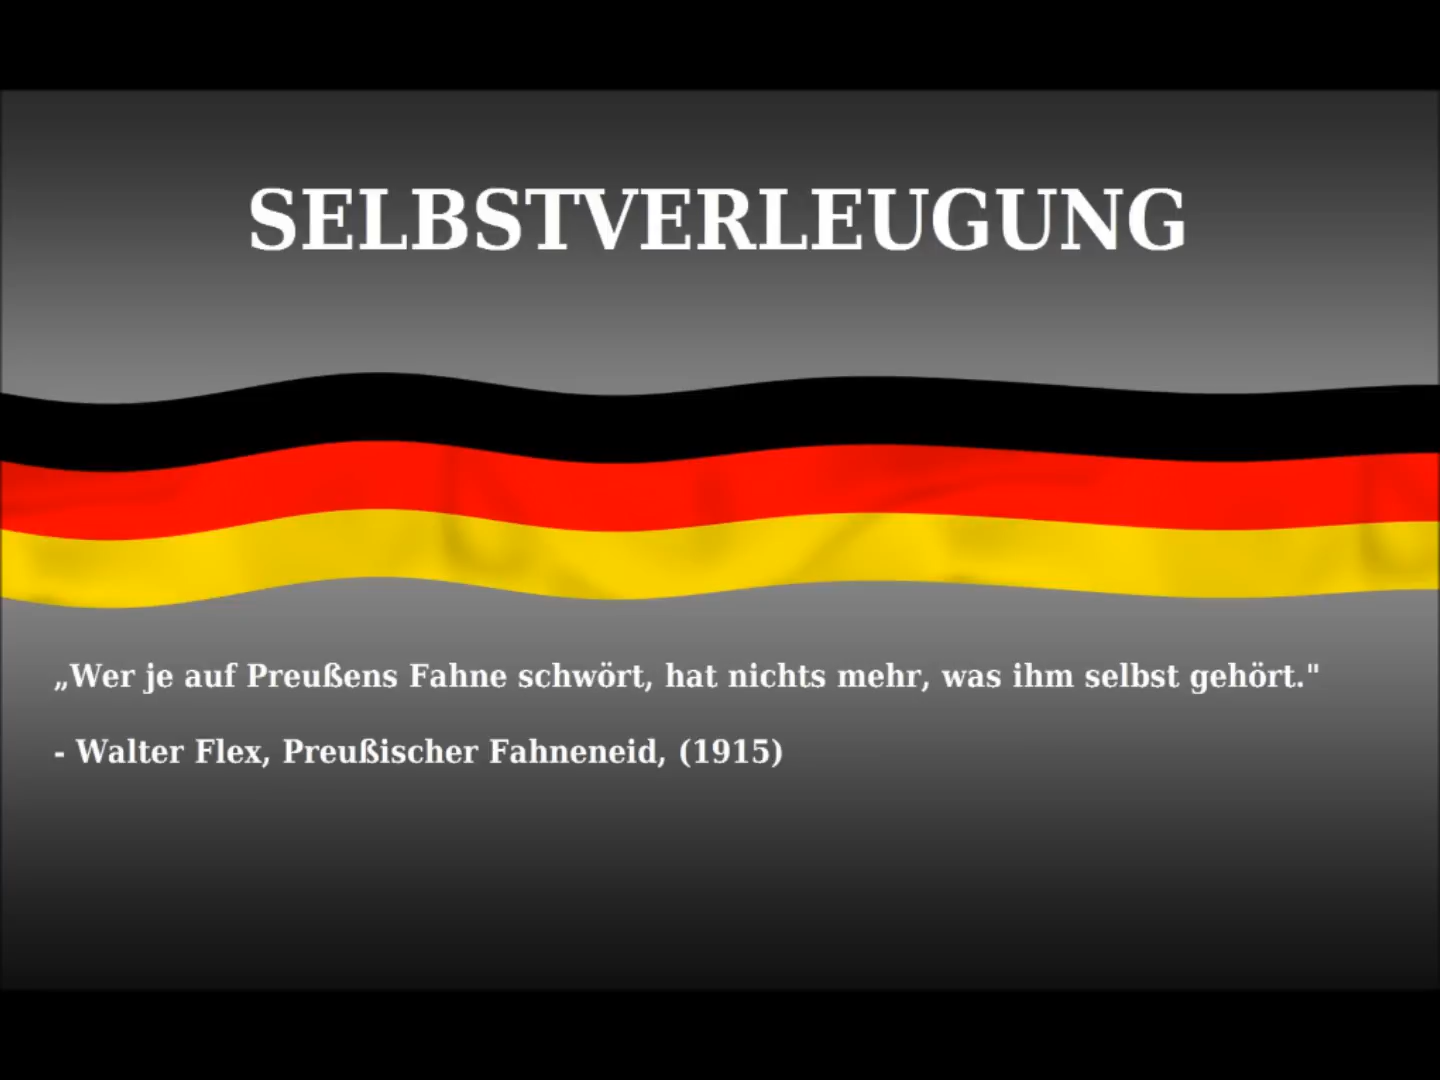 SELBSTVERLEUGUNG
„Wer je auf Preußens Fahne schwört, hat nichts mehr, was ihm selbst gehört."
- Walter Flex, Preußischer Fahneneid, (1915)